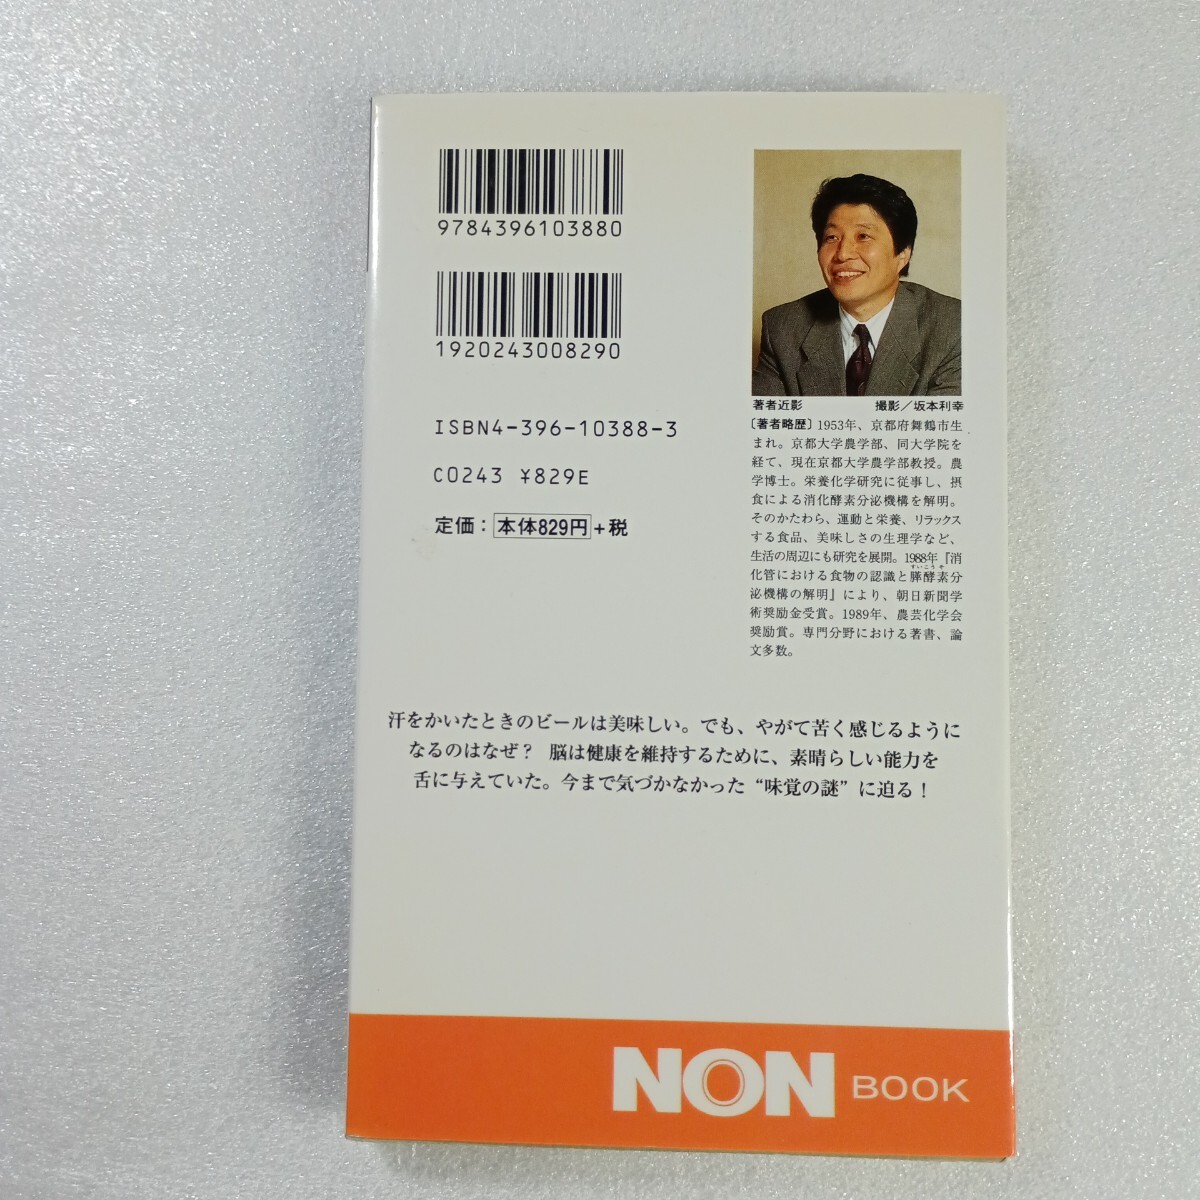 9784396103880
1920243008290
ISBN4-396-10388-3
C0243 ¥829E
定価：本体829円+税
著者近影 撮影／坂本利幸
〔著者略歴〕1953年、京都府舞鶴市生
まれ。京都大学農学部、同大学院を
経て、現在京都大学農学部教授。農
学博士。栄養化学研究に従事し、摂
食による消化酵素分泌機構を解明。
そのかたわら、運動と栄養、リラックス
する食品、美味しさの生理学など、
生活の周辺にも研究を展開。1988年『消
すいこうそ
化管における食物の認識と膵酵素分
泌機構の解明』により、朝日新聞学
術奨励金受賞。1989年、農芸化学会
奨励賞。専門分野における著書、論
文多数。
汗をかいたときのビールは美味しい。でも、やがて苦く感じるように
なるのはなぜ？ 脳は健康を維持するために、素晴らしい能力を
舌に与えていた。今まで気づかなかった“味覚の謎”に迫る！
NON BOOK